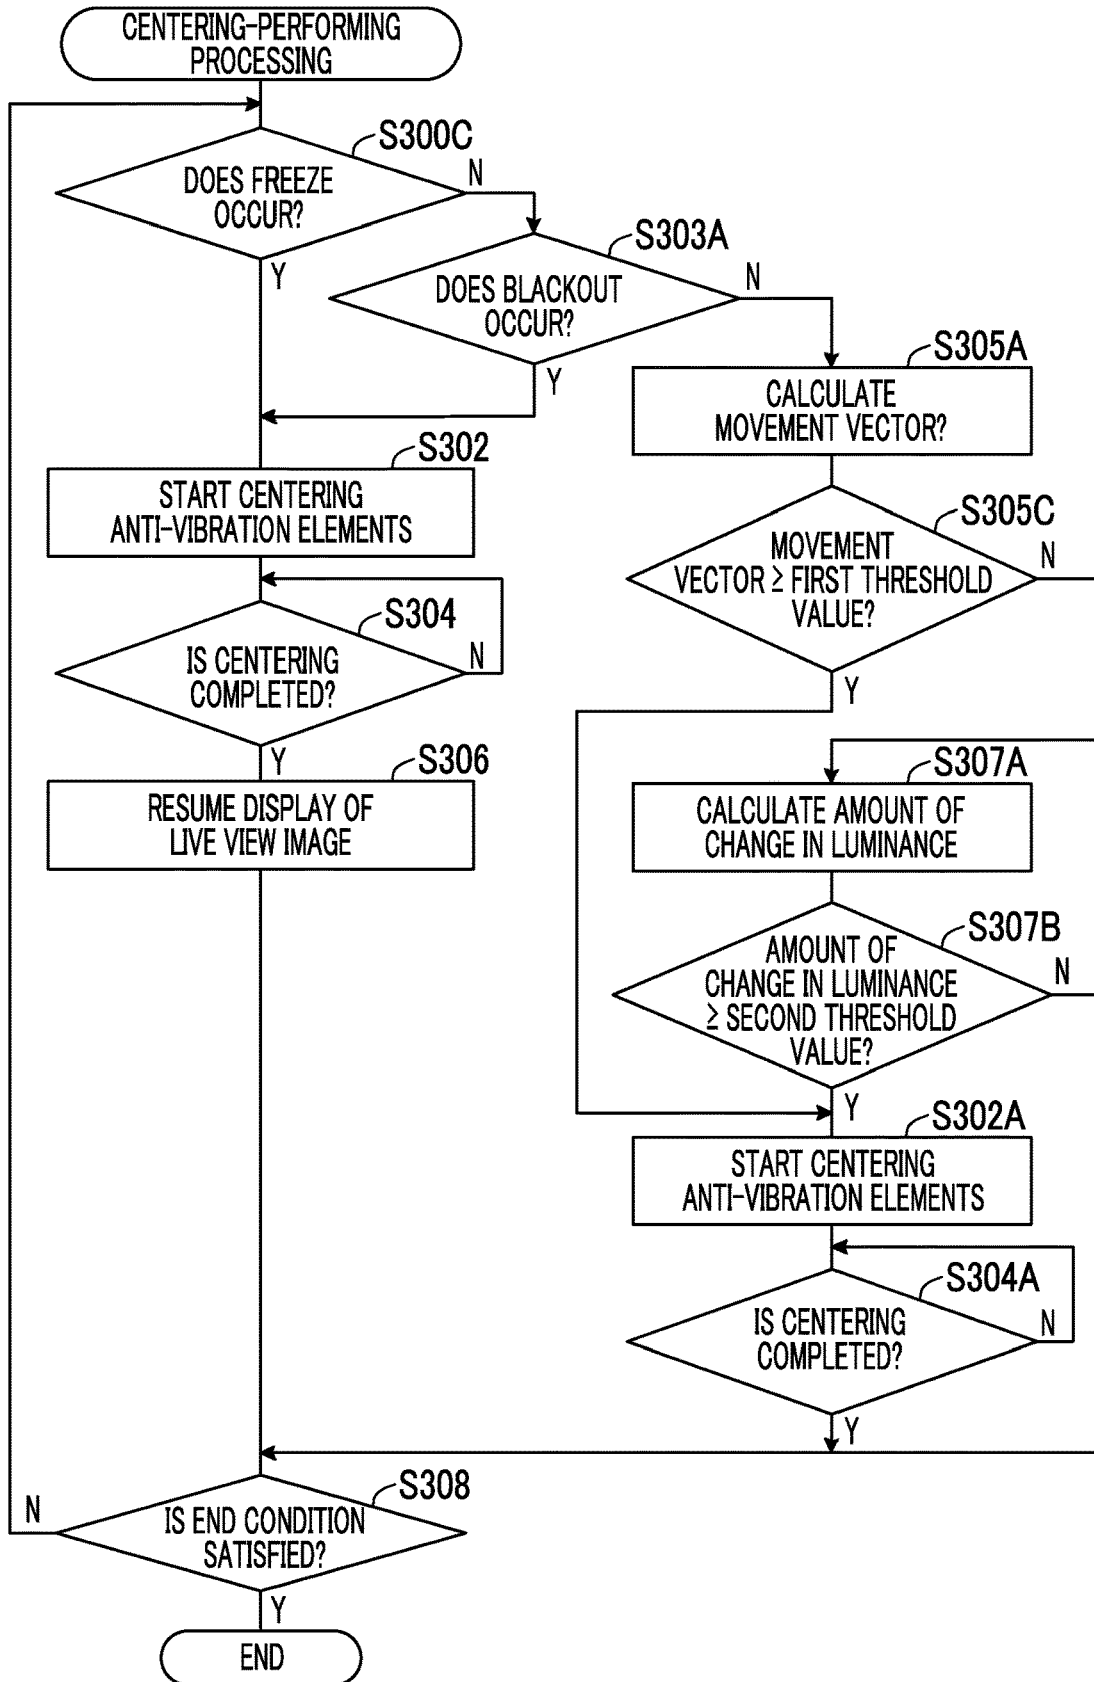 CENTERING-PERFORMING
PROCESSING
S300C
DOES FREEZE
OCCUR?
N
Y
S303A
DOES BLACKOUT
OCCUR?
N
Y
S305A
CALCULATE
MOVEMENT VECTOR?
S302
START CENTERING
ANTI-VIBRATION ELEMENTS
S305C
MOVEMENT
VECTOR ≥ FIRST THRESHOLD
VALUE?
N
Y
S304
IS CENTERING
COMPLETED?
N
Y
S306
RESUME DISPLAY OF
LIVE VIEW IMAGE
S307A
CALCULATE AMOUNT OF
CHANGE IN LUMINANCE
S307B
AMOUNT OF
CHANGE IN LUMINANCE
≥ SECOND THRESHOLD
VALUE?
N
Y
S302A
START CENTERING
ANTI-VIBRATION ELEMENTS
S304A
IS CENTERING
COMPLETED?
N
Y
S308
IS END CONDITION
SATISFIED?
N
Y
END